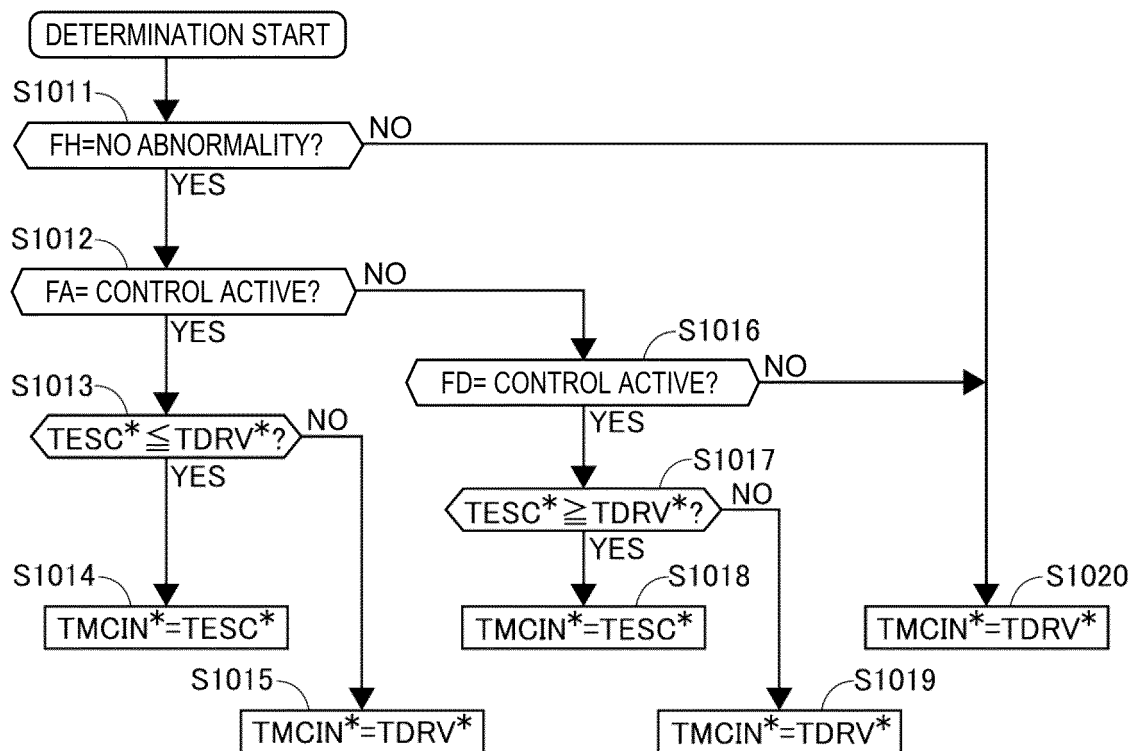 DETERMINATION START
S1011
FH=NO ABNORMALITY?
NO
YES
S1012
FA= CONTROL ACTIVE?
NO
YES
S1016
FD= CONTROL ACTIVE?
NO
YES
S1013
TESC*≦TDRV*?
NO
YES
S1017
TESC*≧TDRV*?
NO
YES
S1014
TMCIN*=TESC*
S1018
TMCIN*=TESC*
S1020
TMCIN*=TDRV*
S1015
TMCIN*=TDRV*
S1019
TMCIN*=TDRV*